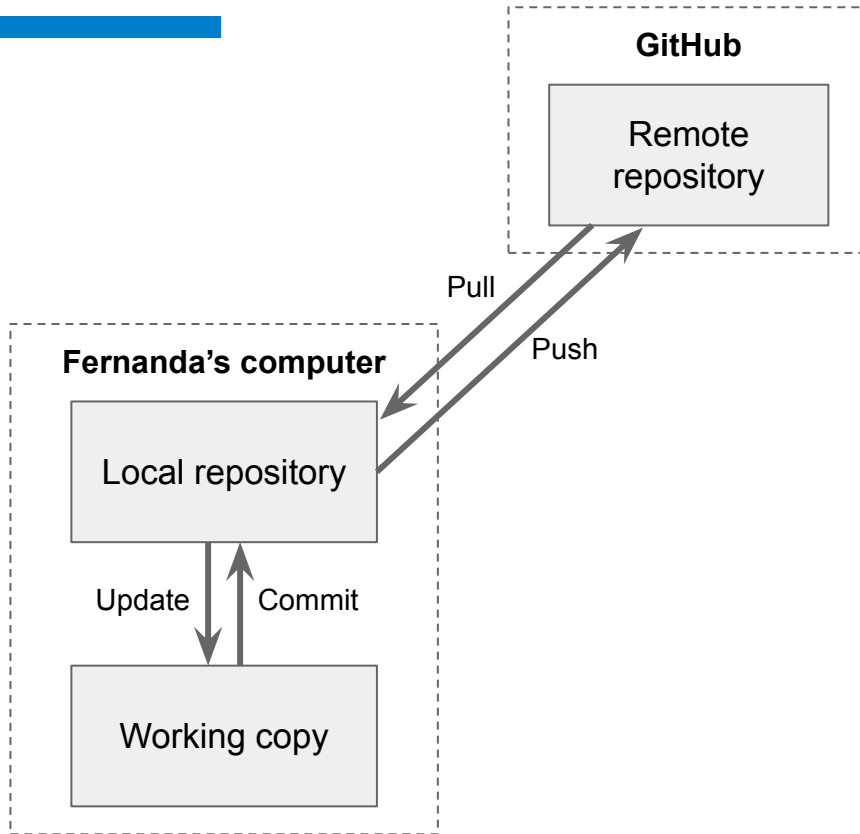 GitHub
Remote
repository
Pull
Push
Fernanda’s computer
Local repository
Update
Commit
Working copy